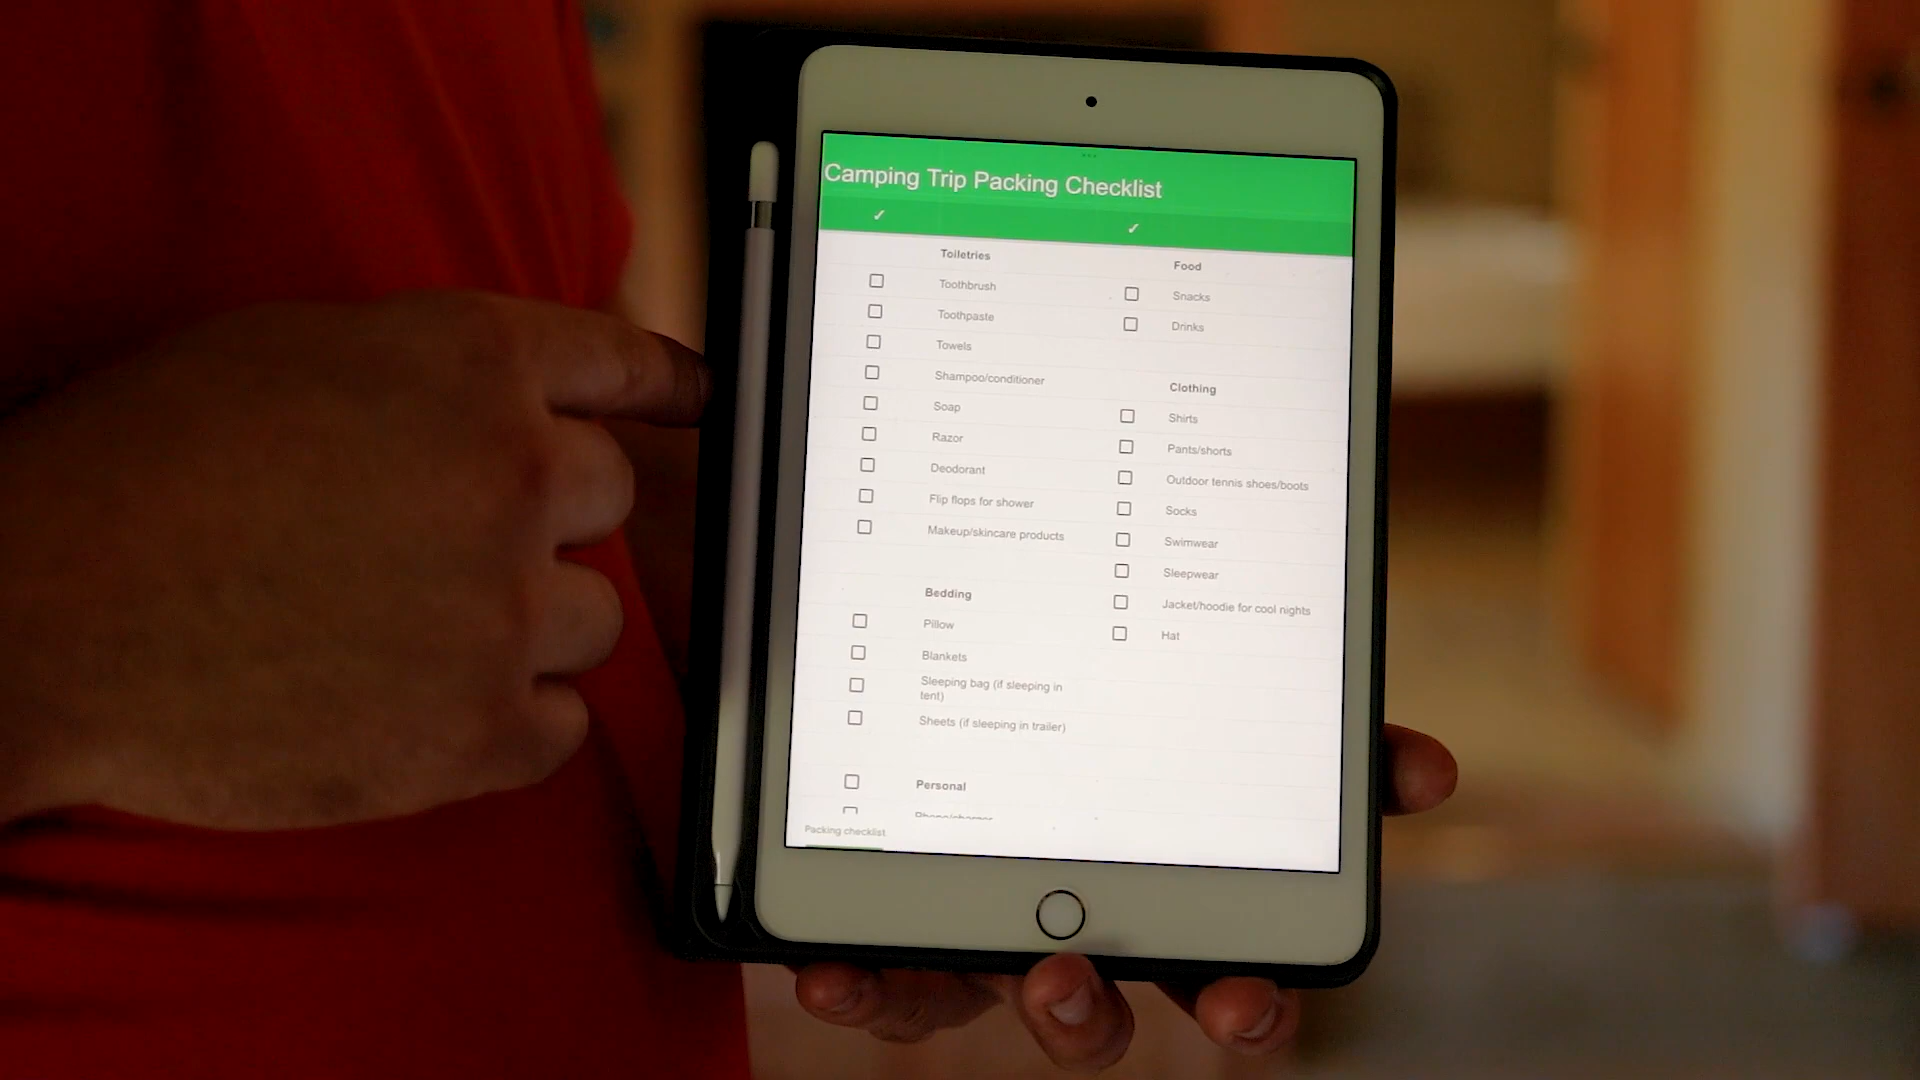 Camping Trip Packing Checklist
Toiletries
Toothbrush
Toothpaste
Towels
Shampoo/conditioner
Soap
Razor
Deodorant
Flip flops for shower
Makeup/skincare products
Bedding
Pillow
Blankets
Sleeping bag (if sleeping in
tent)
Sheets (if sleeping in trailer)
Personal
Phone/charger
Food
Snacks
Drinks
Clothing
Shirts
Pants/shorts
Outdoor tennis shoes/boots
Socks
Swimwear
Sleepwear
Jacket/hoodie for cool nights
Hat
Packing checklist